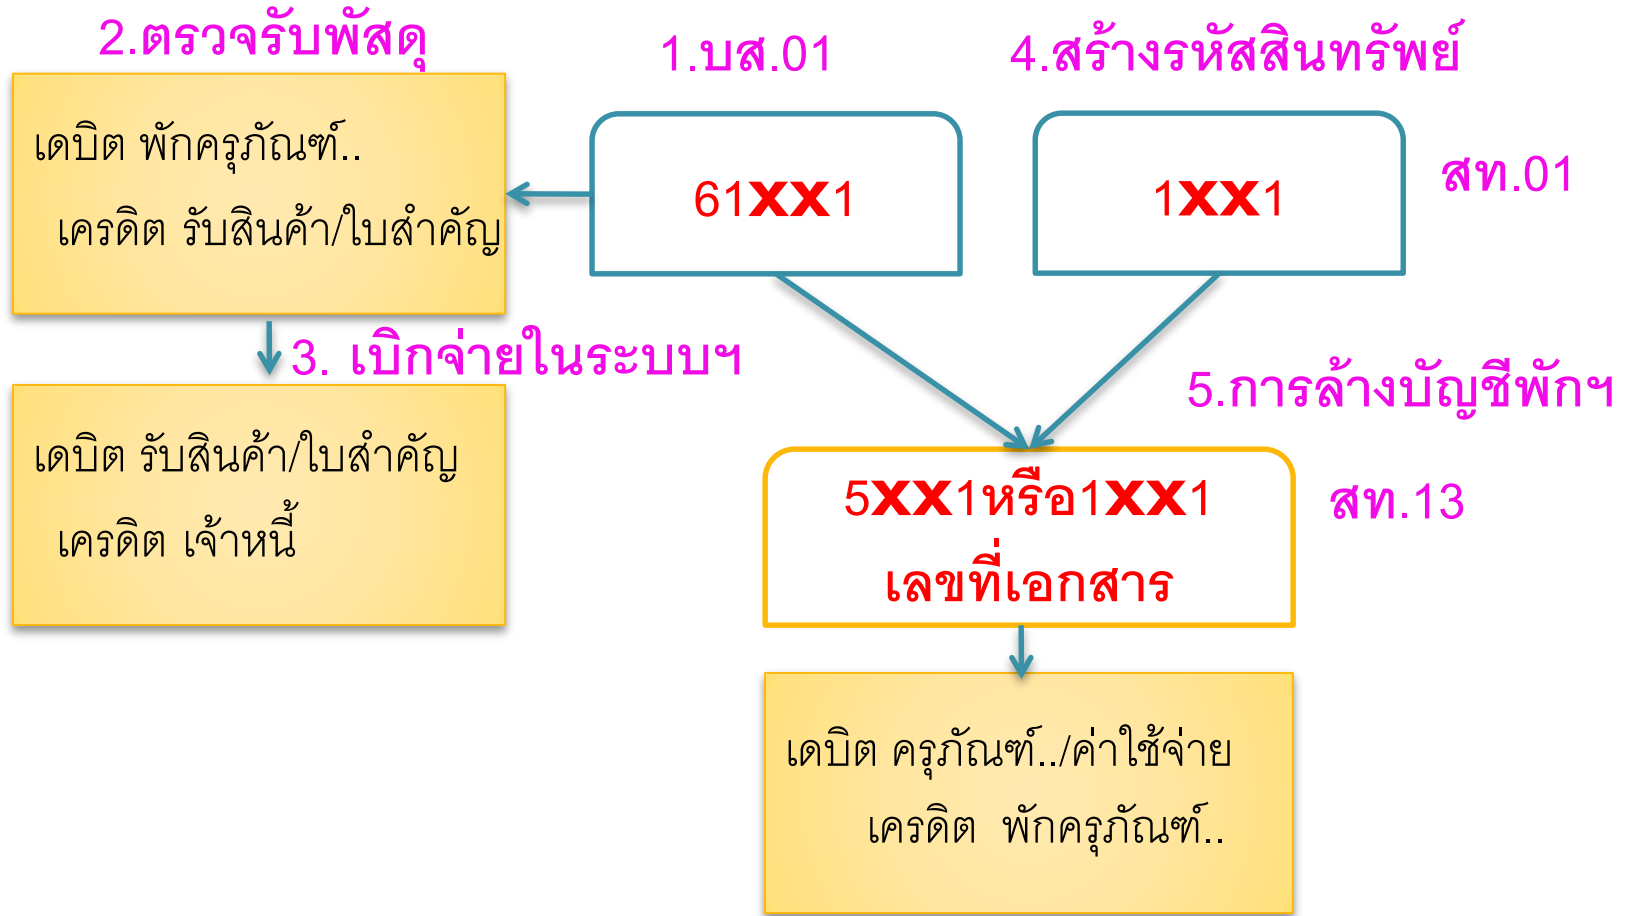 2.ตรวจรับพัสดุ
1.บส.01
4.สร้างรหัสสินทรัพย์
เดบิต พักครุภัณฑ์..
เครดิต รับสินค้า/ใบสำคัญ
61XX1
1XX1
สท.01
3. เบิกจ่ายในระบบฯ
5.การล้างบัญชีพักฯ
เดบิต รับสินค้า/ใบสำคัญ
เครดิต เจ้าหนี้
5XX1หรือ1XX1
เลขที่เอกสาร
สท.13
เดบิต ครุภัณฑ์../ค่าใช้จ่าย
เครดิต พักครุภัณฑ์..